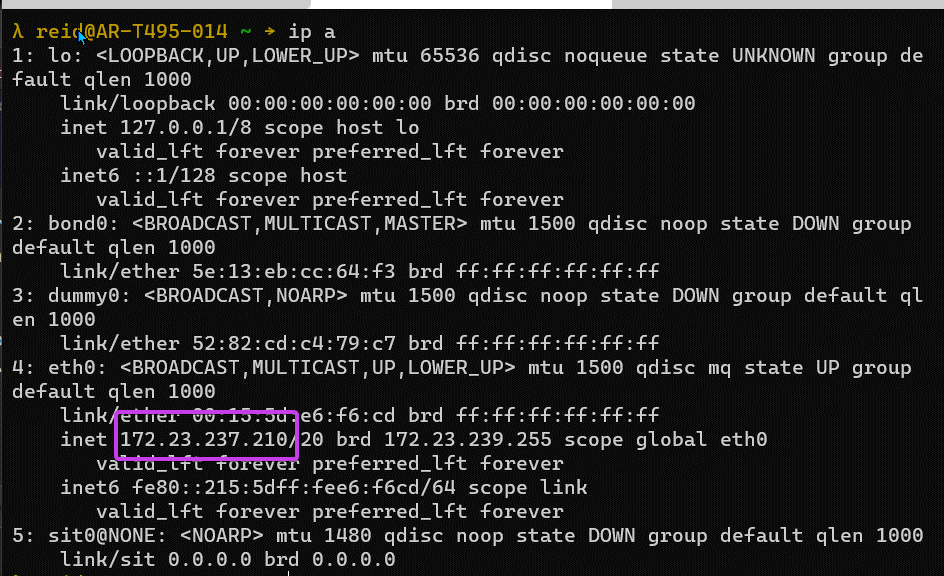 λ reid@AR-T495-014 ~ → ip a
1: lo: <LOOPBACK,UP,LOWER_UP> mtu 65536 qdisc noqueue state UNKNOWN group de
fault qlen 1000
    link/loopback 00:00:00:00:00:00 brd 00:00:00:00:00:00
    inet 127.0.0.1/8 scope host lo
       valid_lft forever preferred_lft forever
    inet6 ::1/128 scope host
       valid_lft forever preferred_lft forever
2: bond0: <BROADCAST,MULTICAST,MASTER> mtu 1500 qdisc noop state DOWN group
default qlen 1000
    link/ether 5e:13:eb:cc:64:f3 brd ff:ff:ff:ff:ff:ff
3: dummy0: <BROADCAST,NOARP> mtu 1500 qdisc noop state DOWN group default ql
en 1000
    link/ether 52:82:cd:c4:79:c7 brd ff:ff:ff:ff:ff:ff
4: eth0: <BROADCAST,MULTICAST,UP,LOWER_UP> mtu 1500 qdisc mq state UP group
default qlen 1000
    link/ether 00:15:5d:e6:f6:cd brd ff:ff:ff:ff:ff:ff
    inet 172.23.237.210/20 brd 172.23.239.255 scope global eth0
       valid_lft forever preferred_lft forever
    inet6 fe80::215:5dff:fee6:f6cd/64 scope link
       valid_lft forever preferred_lft forever
5: sit0@NONE: <NOARP> mtu 1480 qdisc noop state DOWN group default qlen 1000
    link/sit 0.0.0.0 brd 0.0.0.0